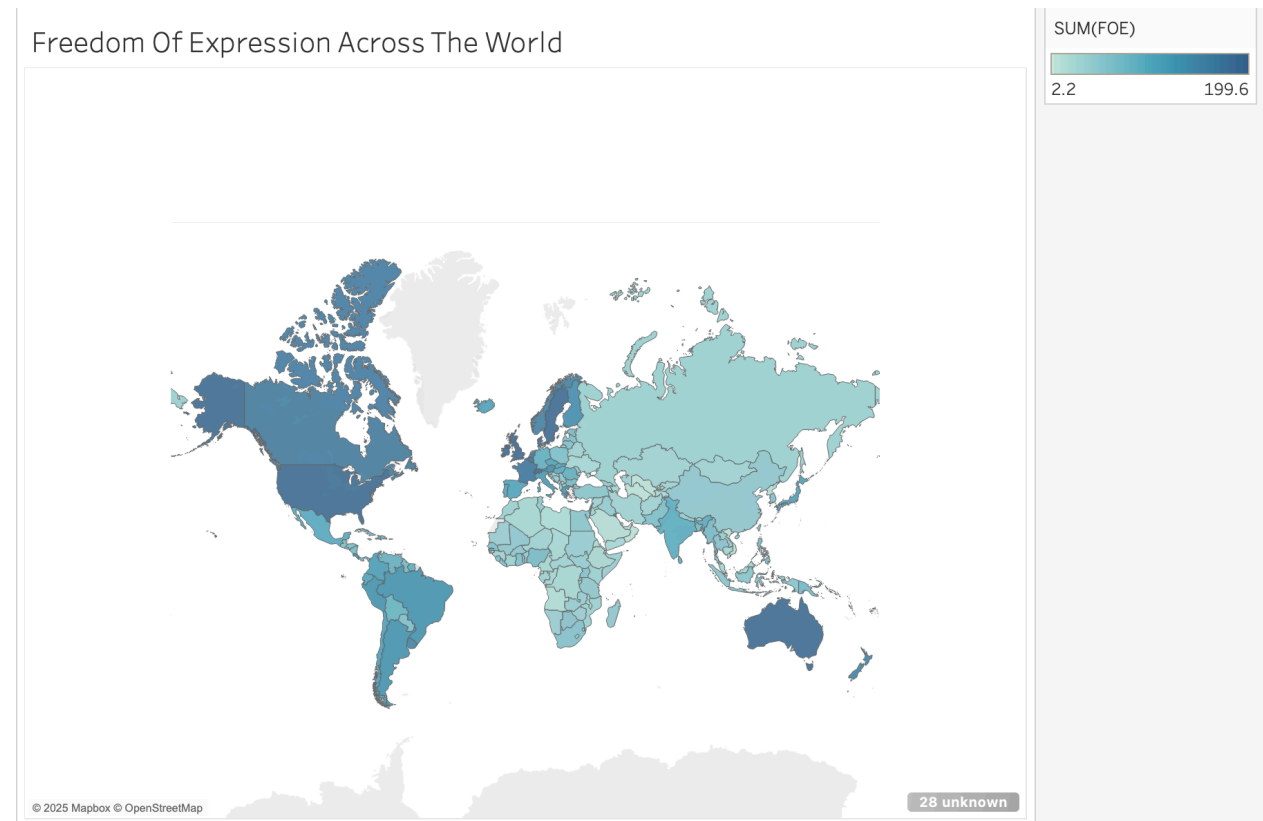 Freedom Of Expression Across The World
SUM(FOE)
2.2 199.6
© 2025 Mapbox © OpenStreetMap
28 unknown